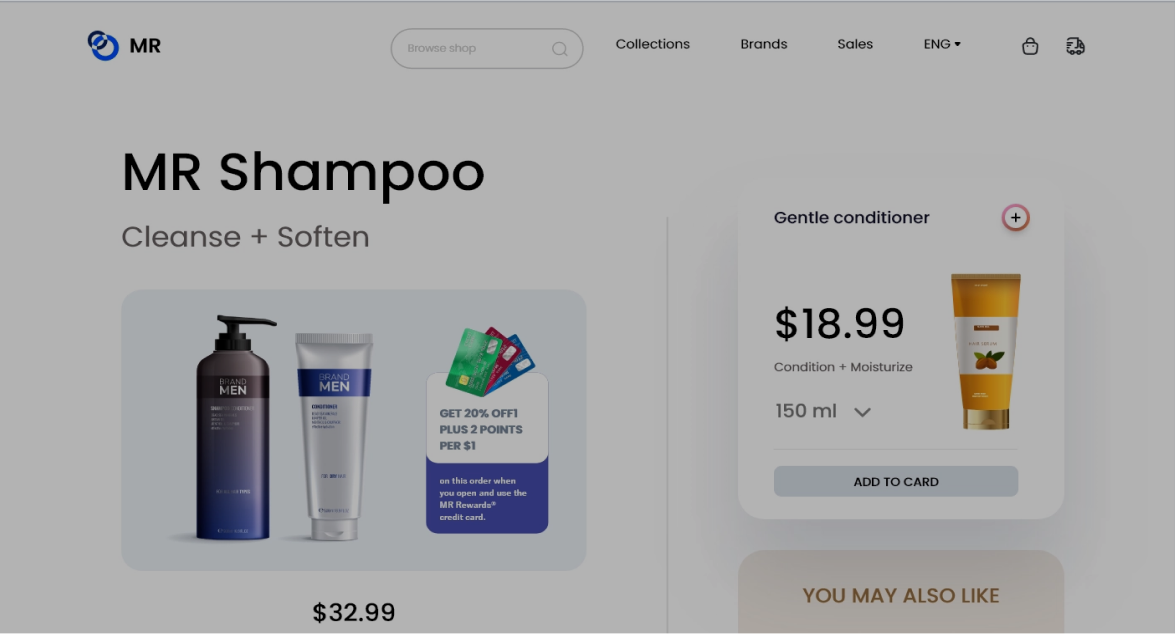 MR
Browse shop
Collections
Brands
Sales
ENG
MR Shampoo
Cleanse + Soften
BRAND
MEN
BRAND
MEN
CONDITIONER
GET 20% OFF1
PLUS 2 POINTS
PER $1
on this order when
you open and use the
MR Rewards®
credit card.
$32.99
Gentle conditioner
+
$18.99
Condition + Moisturize
150 ml
ADD TO CARD
YOU MAY ALSO LIKE